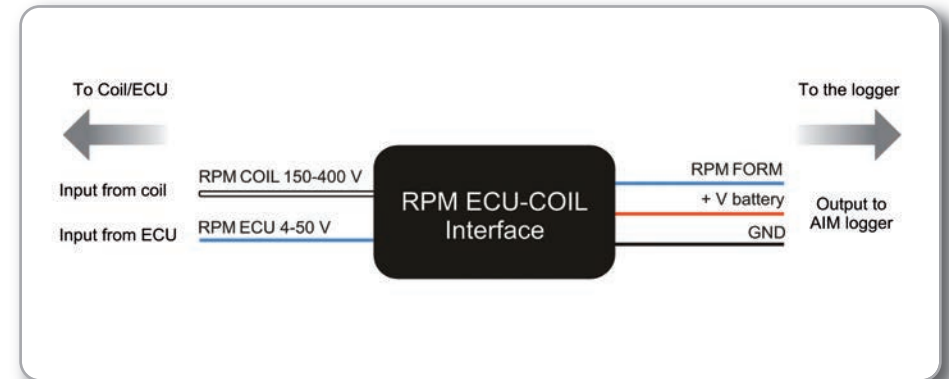 To Coil/ECU
To the logger
RPM COIL 150-400 V
Input from coil
RPM ECU 4-50 V
Input from ECU
RPM ECU-COIL
Interface
RPM FORM
+ V battery
GND
Output to
AIM logger